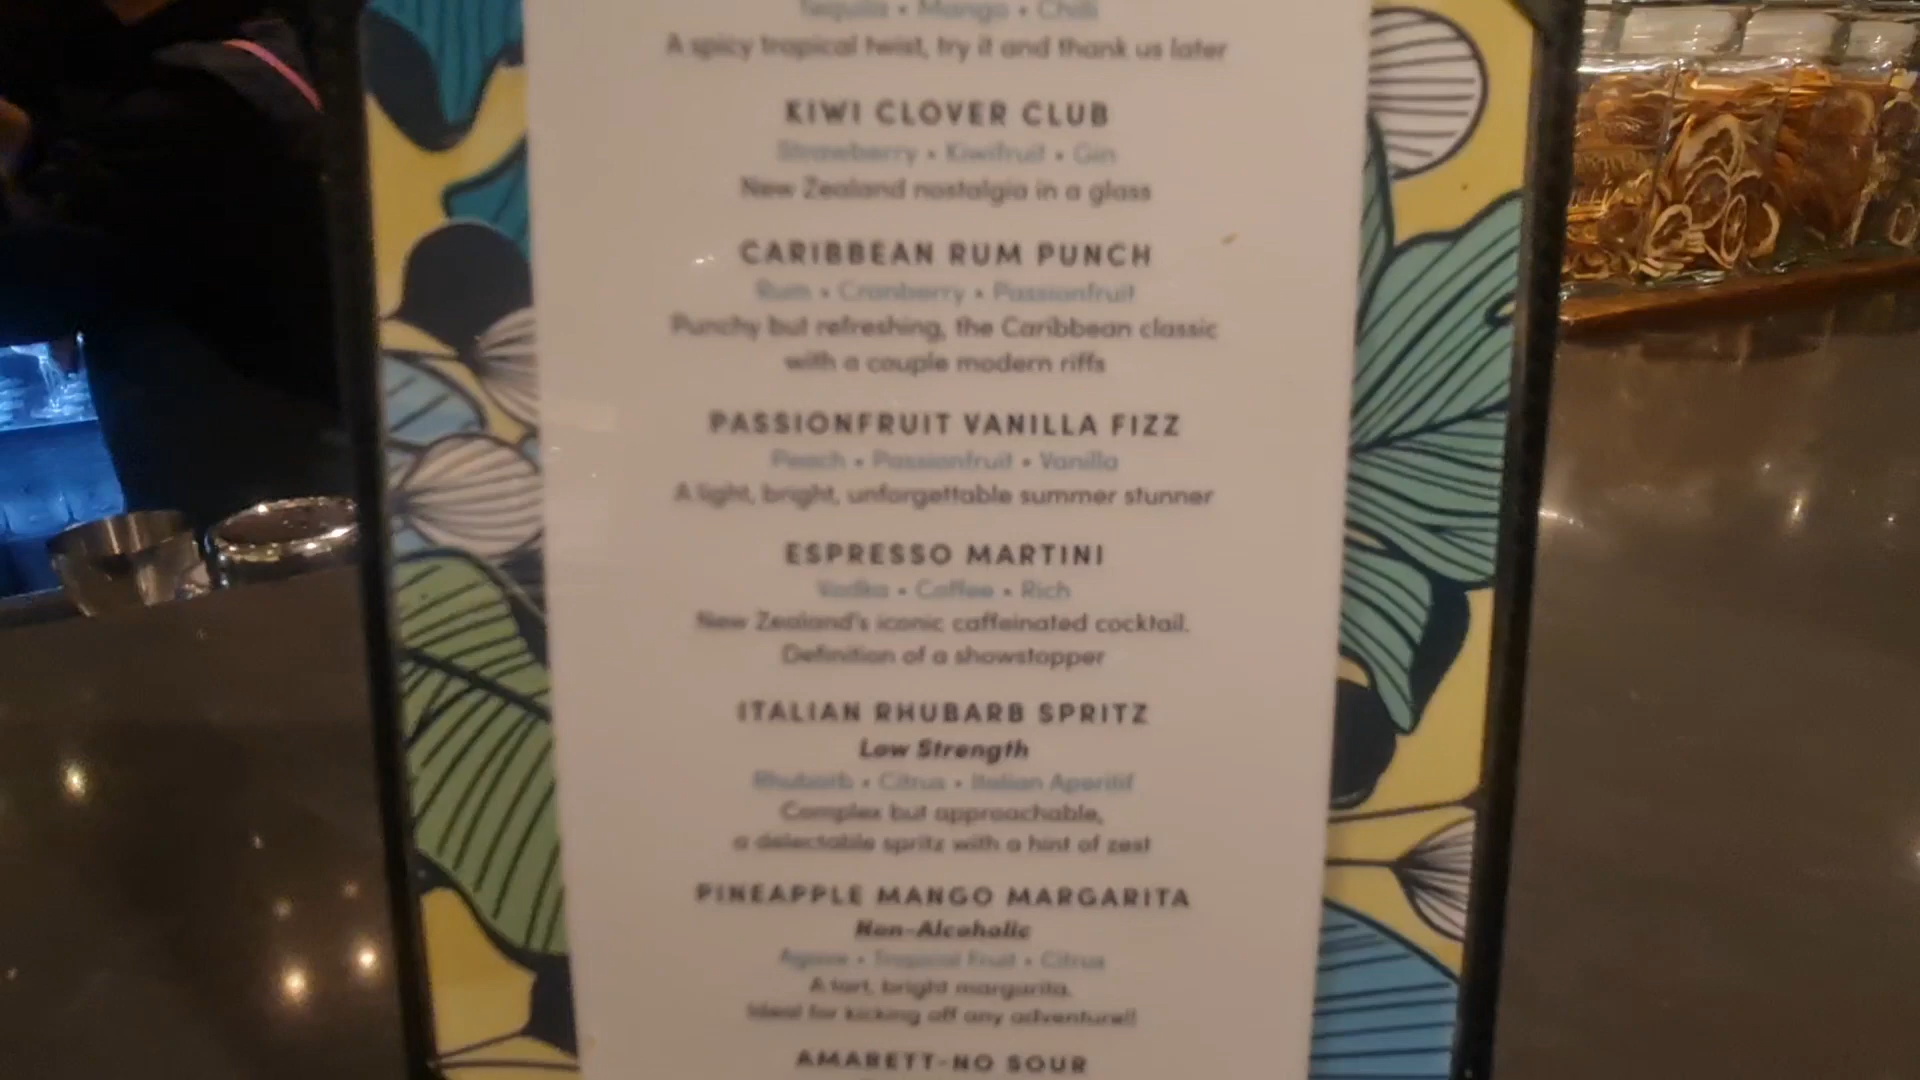 Tequila • Mango • Chilli
A spicy tropical twist, try it and thank us later
KIWI CLOVER CLUB
Strawberry • Kiwifruit • Gin
New Zealand nostalgia in a glass
CARIBBEAN RUM PUNCH
Rum • Cranberry • Passionfruit
Punchy but refreshing, the Caribbean classic
with a couple modern riffs
PASSIONFRUIT VANILLA FIZZ
Peach • Passionfruit • Vanilla
A light, bright, unforgettable summer stunner
ESPRESSO MARTINI
Vodka • Coffee • Rich
New Zealand's iconic caffeinated cocktail.
Definition of a showstopper
ITALIAN RHUBARB SPRITZ
Low Strength
Rhubarb • Citrus • Italian Aperitif
Complex but approachable,
a delectable spritz with a hint of zest
PINEAPPLE MANGO MARGARITA
Non-Alcoholic
Agave • Tropical Fruit • Citrus
A tart, bright margarita.
Ideal for kicking off any adventure!!
AMARETT-NO SOUR